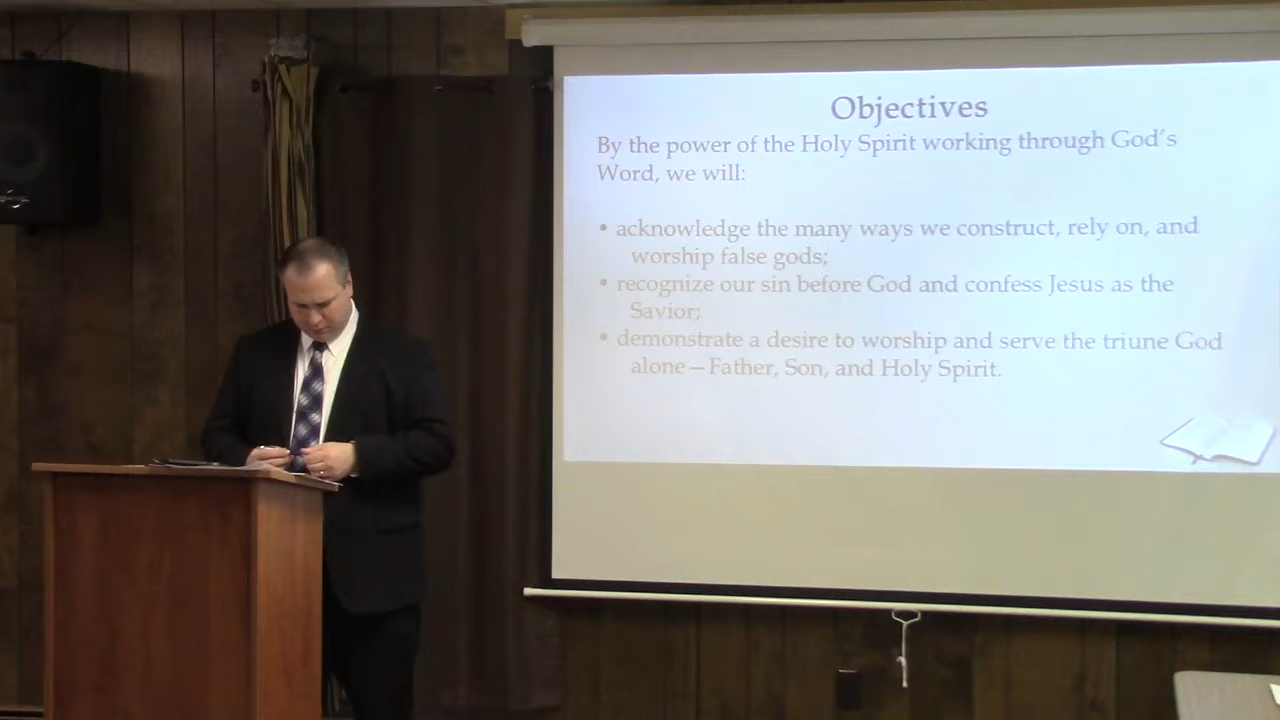 Objectives
By the power of the Holy Spirit working through God's
Word, we will:
• acknowledge the many ways we construct, rely on, and
worship false gods;
• recognize our sin before God and confess Jesus as the
Savior;
• demonstrate a desire to worship and serve the triune God
alone—Father, Son, and Holy Spirit.